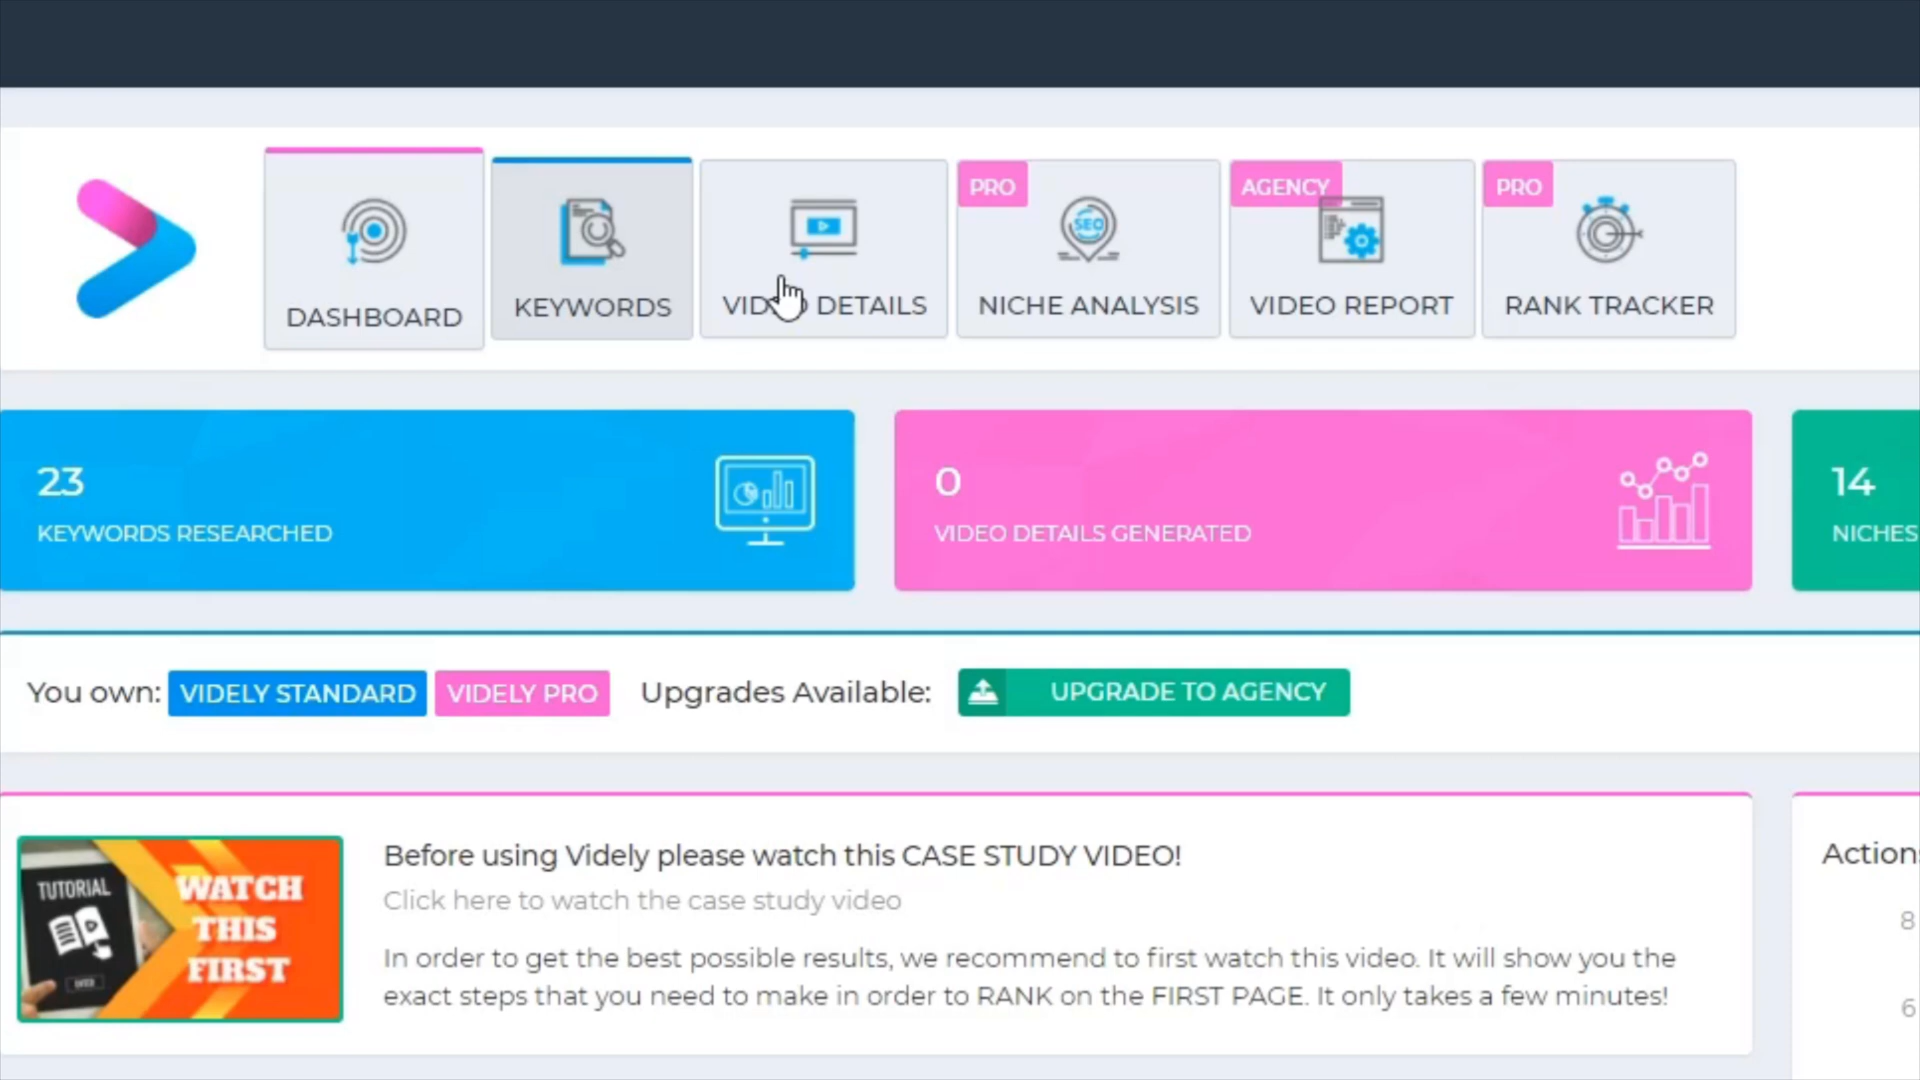 PRO
AGENCY
PRO
SEO
DASHBOARD
KEYWORDS
DETAILS
NICHE ANALYSIS
VIDEO REPORT
RANK TRACKER
23
KEYWORDS RESEARCHED
0
VIDEO DETAILS GENERATED
14
NICHES
You own: VIDELY STANDARD VIDELY PRO Upgrades Available: UPGRADE TO AGENCY
TUTORIAL
WATCH
THIS
FIRST
Before using Videly please watch this CASE STUDY VIDEO!
Click here to watch the case study video
In order to get the best possible results, we recommend to first watch this video. It will show you the
exact steps that you need to make in order to RANK on the FIRST PAGE. It only takes a few minutes!
Action
8
6